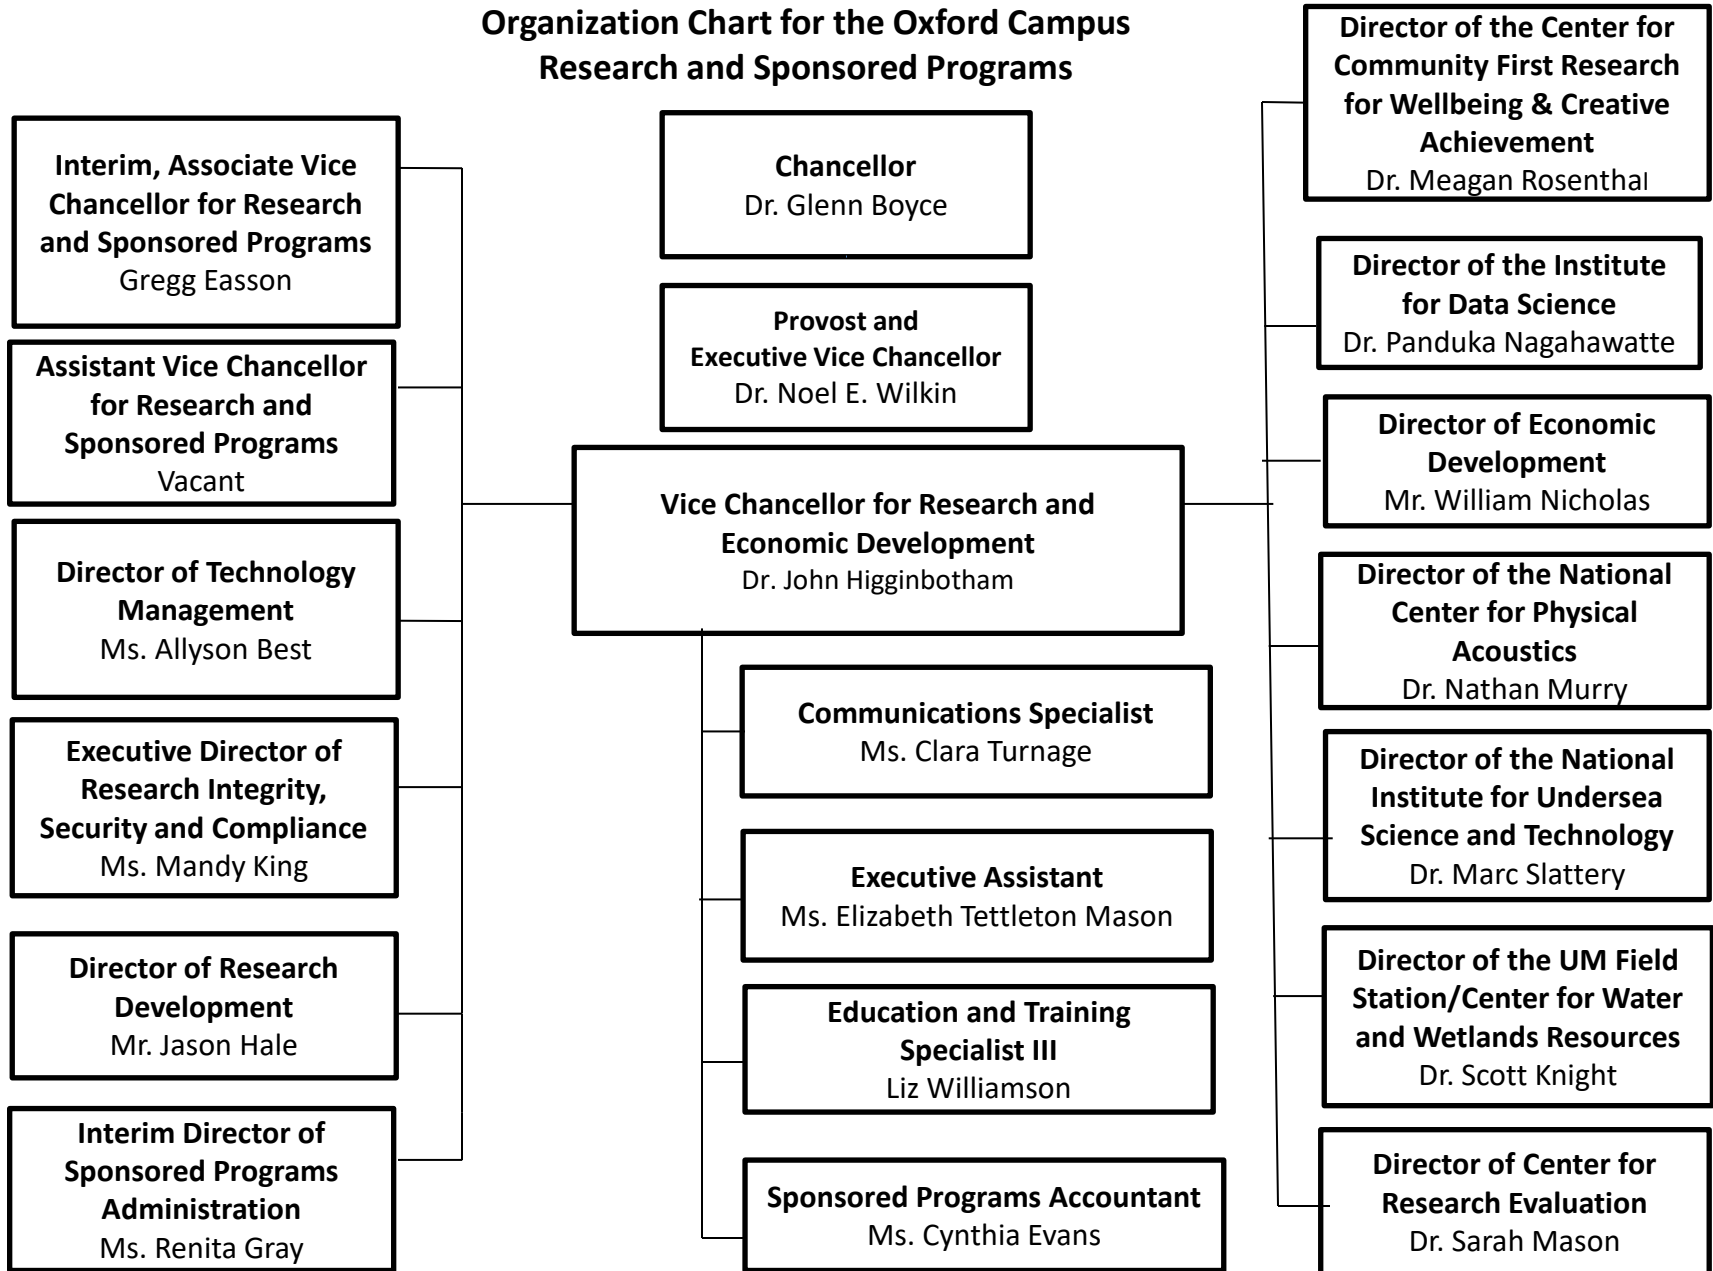 Organization Chart for the Oxford Campus
Research and Sponsored Programs
Interim, Associate Vice
Chancellor for Research
and Sponsored Programs
Gregg Easson
Assistant Vice Chancellor
for Research and
Sponsored Programs
Vacant
Director of Technology
Management
Ms. Allyson Best
Executive Director of
Research Integrity,
Security and Compliance
Ms. Mandy King
Director of Research
Development
Mr. Jason Hale
Interim Director of
Sponsored Programs
Administration
Ms. Renita Gray
Chancellor
Dr. Glenn Boyce
Provost and
Executive Vice Chancellor
Dr. Noel E. Wilkin
Vice Chancellor for Research and
Economic Development
Dr. John Higginbotham
Communications Specialist
Ms. Clara Turnage
Executive Assistant
Ms. Elizabeth Tettleton Mason
Education and Training
Specialist III
Liz Williamson
Sponsored Programs Accountant
Ms. Cynthia Evans
Director of the Center for
Community First Research
for Wellbeing & Creative
Achievement
Dr. Meagan Rosenthal
Director of the Institute
for Data Science
Dr. Panduka Nagahawatte
Director of Economic
Development
Mr. William Nicholas
Director of the National
Center for Physical
Acoustics
Dr. Nathan Murry
Director of the National
Institute for Undersea
Science and Technology
Dr. Marc Slattery
Director of the UM Field
Station/Center for Water
and Wetlands Resources
Dr. Scott Knight
Director of Center for
Research Evaluation
Dr. Sarah Mason